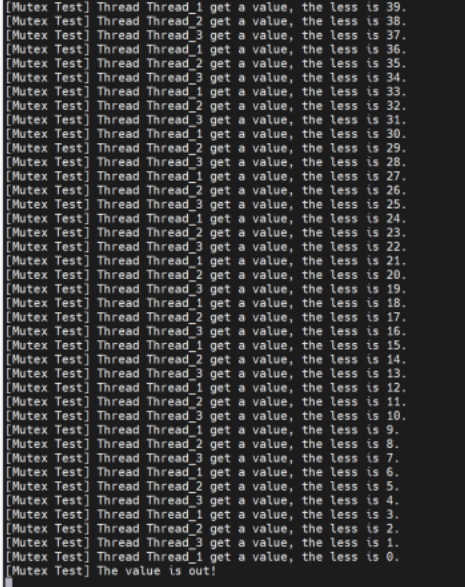 [Mutex Test] Thread Thread_1 get a value, the less is 39.
[Mutex Test] Thread Thread_2 get a value, the less is 38.
[Mutex Test] Thread Thread_3 get a value, the less is 37.
[Mutex Test] Thread Thread_1 get a value, the less is 36.
[Mutex Test] Thread Thread_2 get a value, the less is 35.
[Mutex Test] Thread Thread_3 get a value, the less is 34.
[Mutex Test] Thread Thread_1 get a value, the less is 33.
[Mutex Test] Thread Thread_2 get a value, the less is 32.
[Mutex Test] Thread Thread_3 get a value, the less is 31.
[Mutex Test] Thread Thread_1 get a value, the less is 30.
[Mutex Test] Thread Thread_2 get a value, the less is 29.
[Mutex Test] Thread Thread_3 get a value, the less is 28.
[Mutex Test] Thread Thread_1 get a value, the less is 27.
[Mutex Test] Thread Thread_2 get a value, the less is 26.
[Mutex Test] Thread Thread_3 get a value, the less is 25.
[Mutex Test] Thread Thread_1 get a value, the less is 24.
[Mutex Test] Thread Thread_2 get a value, the less is 23.
[Mutex Test] Thread Thread_3 get a value, the less is 22.
[Mutex Test] Thread Thread_1 get a value, the less is 21.
[Mutex Test] Thread Thread_2 get a value, the less is 20.
[Mutex Test] Thread Thread_3 get a value, the less is 19.
[Mutex Test] Thread Thread_1 get a value, the less is 18.
[Mutex Test] Thread Thread_2 get a value, the less is 17.
[Mutex Test] Thread Thread_3 get a value, the less is 16.
[Mutex Test] Thread Thread_1 get a value, the less is 15.
[Mutex Test] Thread Thread_2 get a value, the less is 14.
[Mutex Test] Thread Thread_3 get a value, the less is 13.
[Mutex Test] Thread Thread_1 get a value, the less is 12.
[Mutex Test] Thread Thread_2 get a value, the less is 11.
[Mutex Test] Thread Thread_3 get a value, the less is 10.
[Mutex Test] Thread Thread_1 get a value, the less is 9.
[Mutex Test] Thread Thread_2 get a value, the less is 8.
[Mutex Test] Thread Thread_3 get a value, the less is 7.
[Mutex Test] Thread Thread_1 get a value, the less is 6.
[Mutex Test] Thread Thread_2 get a value, the less is 5.
[Mutex Test] Thread Thread_3 get a value, the less is 4.
[Mutex Test] Thread Thread_1 get a value, the less is 3.
[Mutex Test] Thread Thread_2 get a value, the less is 2.
[Mutex Test] Thread Thread_3 get a value, the less is 1.
[Mutex Test] Thread Thread_1 get a value, the less is 0.
[Mutex Test] The value is out!